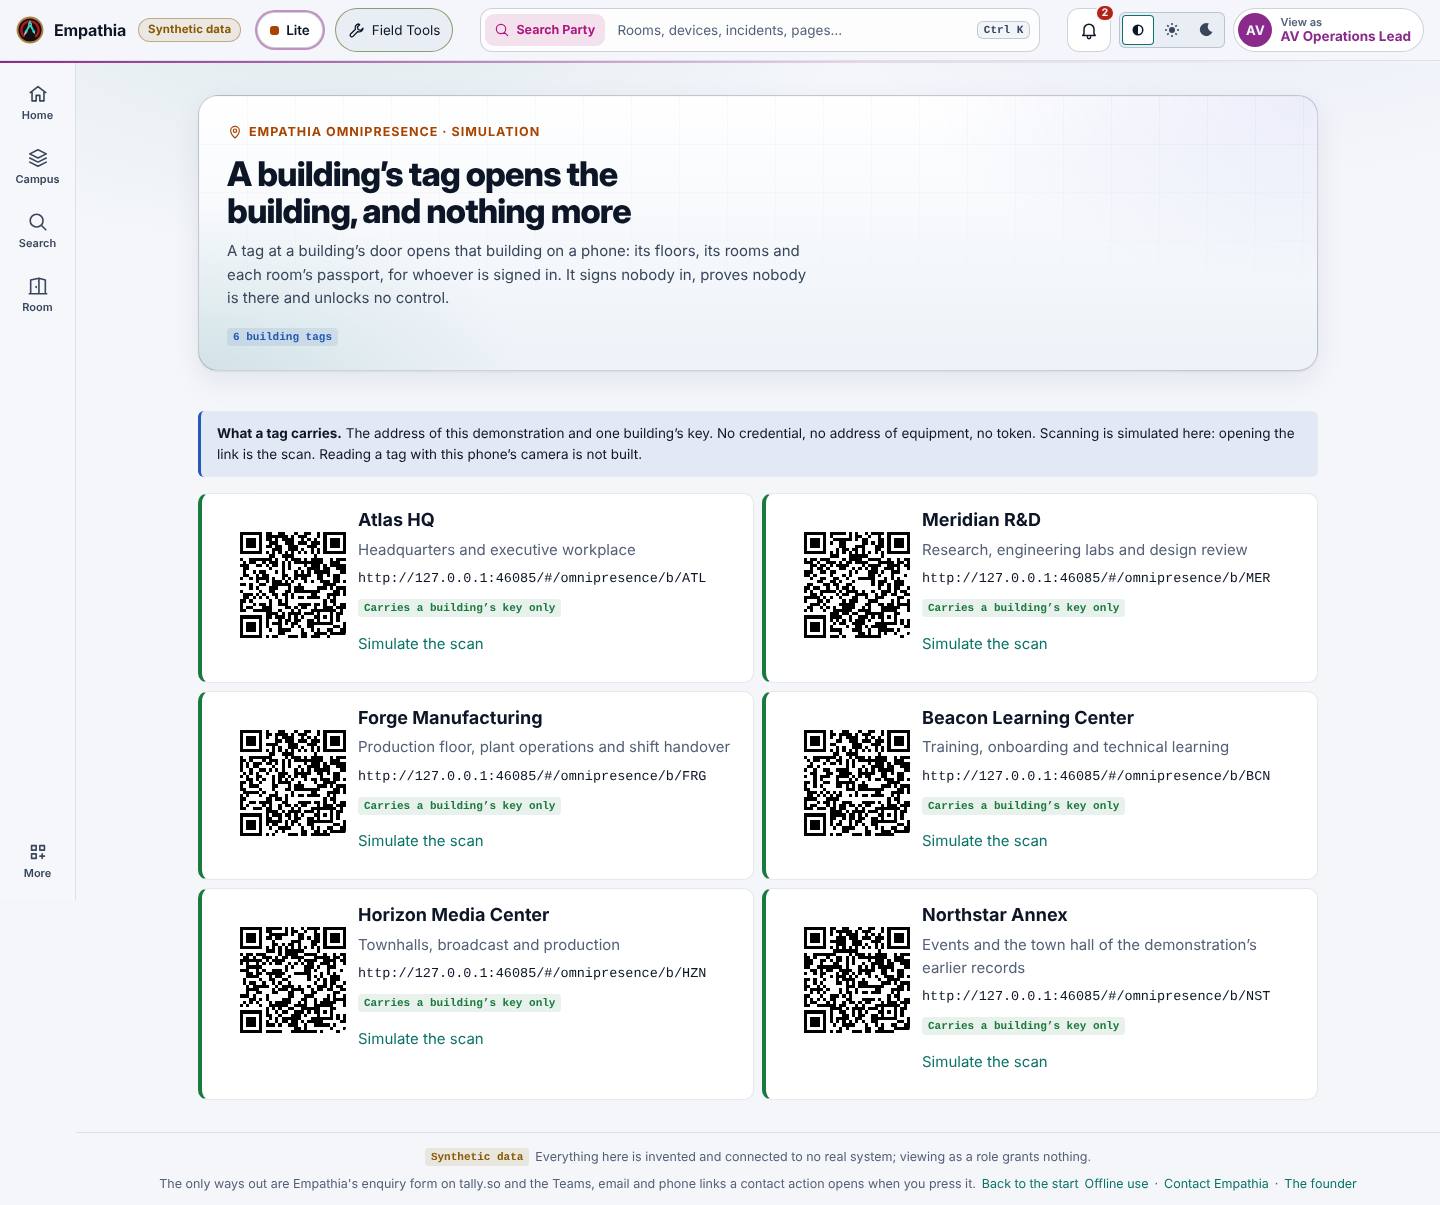 Empathia
Synthetic data
Lite
Field Tools
Search Party
Rooms, devices, incidents, pages...
Ctrl K
2
AV
View as
AV Operations Lead
Home
Campus
Search
Room
More
EMPATHIA OMNIPRESENCE · SIMULATION
A building’s tag opens the
building, and nothing more
A tag at a building’s door opens that building on a phone: its floors, its rooms and
each room’s passport, for whoever is signed in. It signs nobody in, proves nobody
is there and unlocks no control.
6 building tags
What a tag carries. The address of this demonstration and one building’s key. No credential, no address of equipment, no token. Scanning is simulated here: opening the
link is the scan. Reading a tag with this phone’s camera is not built.
Atlas HQ
Headquarters and executive workplace
http://127.0.0.1:46085/#/omnipresence/b/ATL
Carries a building’s key only
Simulate the scan
Meridian R&D
Research, engineering labs and design review
http://127.0.0.1:46085/#/omnipresence/b/MER
Carries a building’s key only
Simulate the scan
Forge Manufacturing
Production floor, plant operations and shift handover
http://127.0.0.1:46085/#/omnipresence/b/FRG
Carries a building’s key only
Simulate the scan
Beacon Learning Center
Training, onboarding and technical learning
http://127.0.0.1:46085/#/omnipresence/b/BCN
Carries a building’s key only
Simulate the scan
Horizon Media Center
Townhalls, broadcast and production
http://127.0.0.1:46085/#/omnipresence/b/HZN
Carries a building’s key only
Simulate the scan
Northstar Annex
Events and the town hall of the demonstration’s
earlier records
http://127.0.0.1:46085/#/omnipresence/b/NST
Carries a building’s key only
Simulate the scan
Synthetic data Everything here is invented and connected to no real system; viewing as a role grants nothing.
The only ways out are Empathia's enquiry form on tally.so and the Teams, email and phone links a contact action opens when you press it. Back to the start Offline use · Contact Empathia · The founder